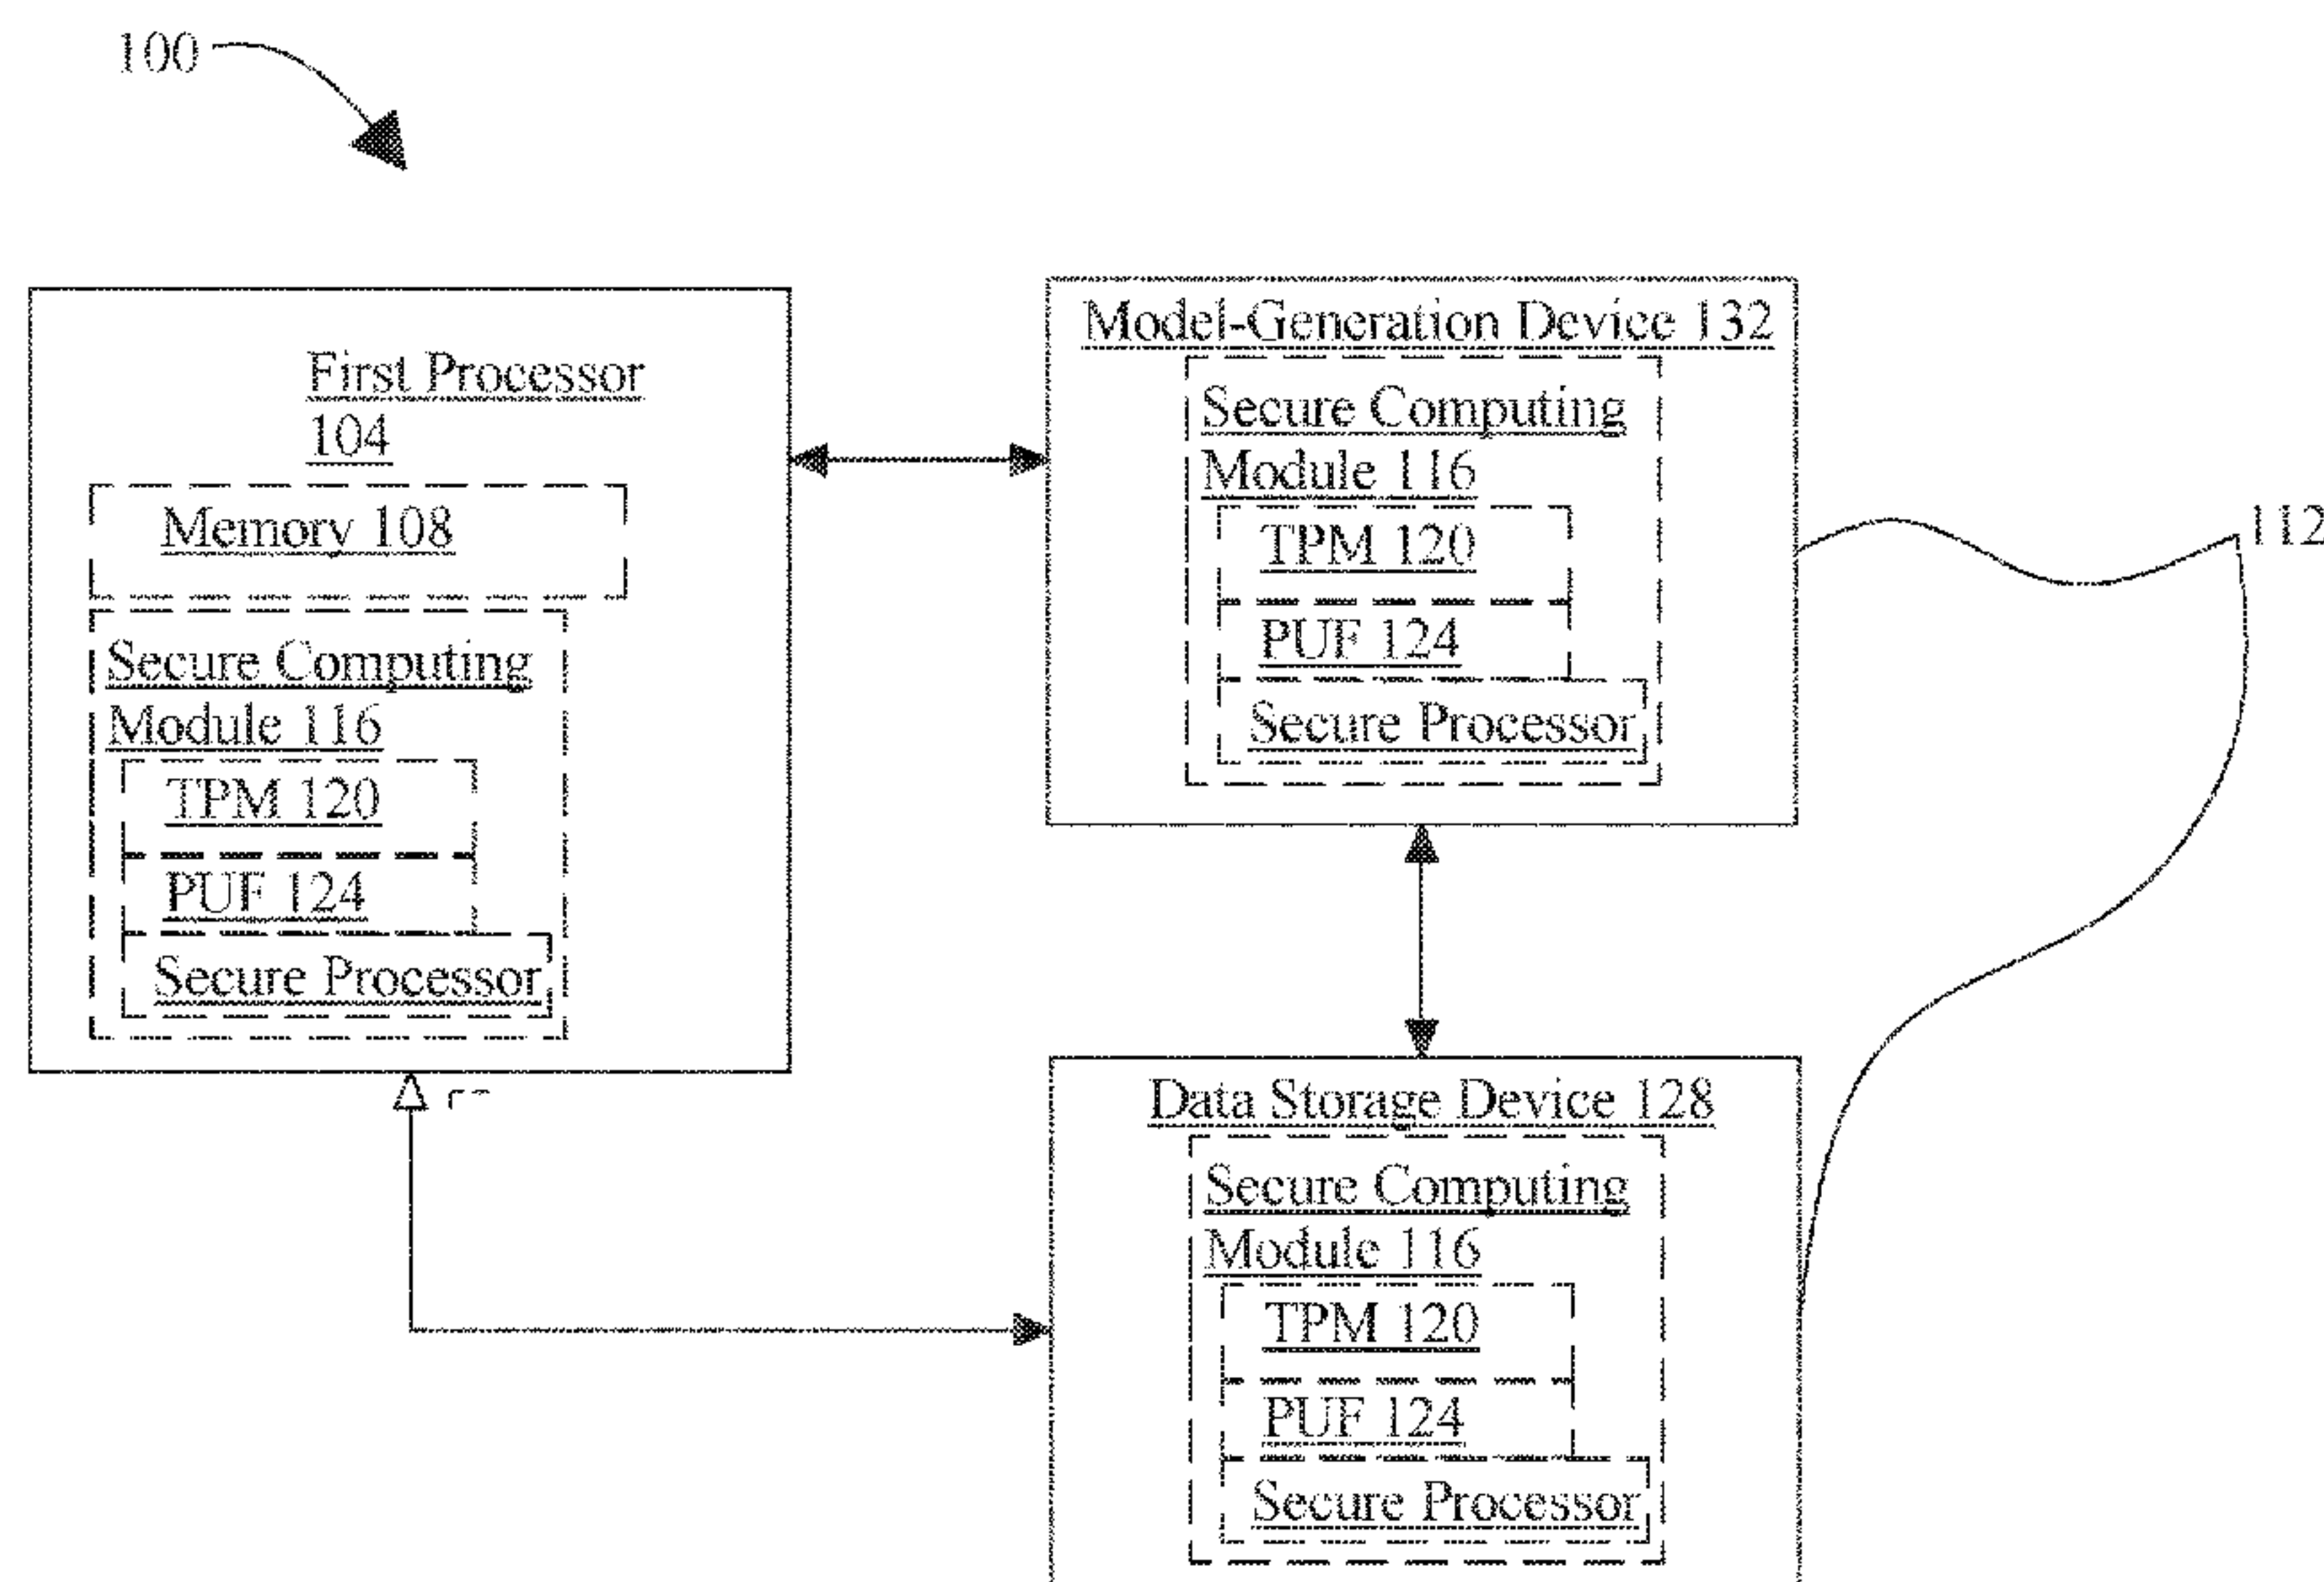 100
First Processor
104
Memory 108
Secure Computing
Module 116
TPM 120
PUF 124
Secure Processor
Model-Generation Device 132
Secure Computing
Module 116
TPM 120
PUF 124
Secure Processor
112
Data Storage Device 128
Secure Computing
Module 116
TPM 120
PUF 124
Secure Processor